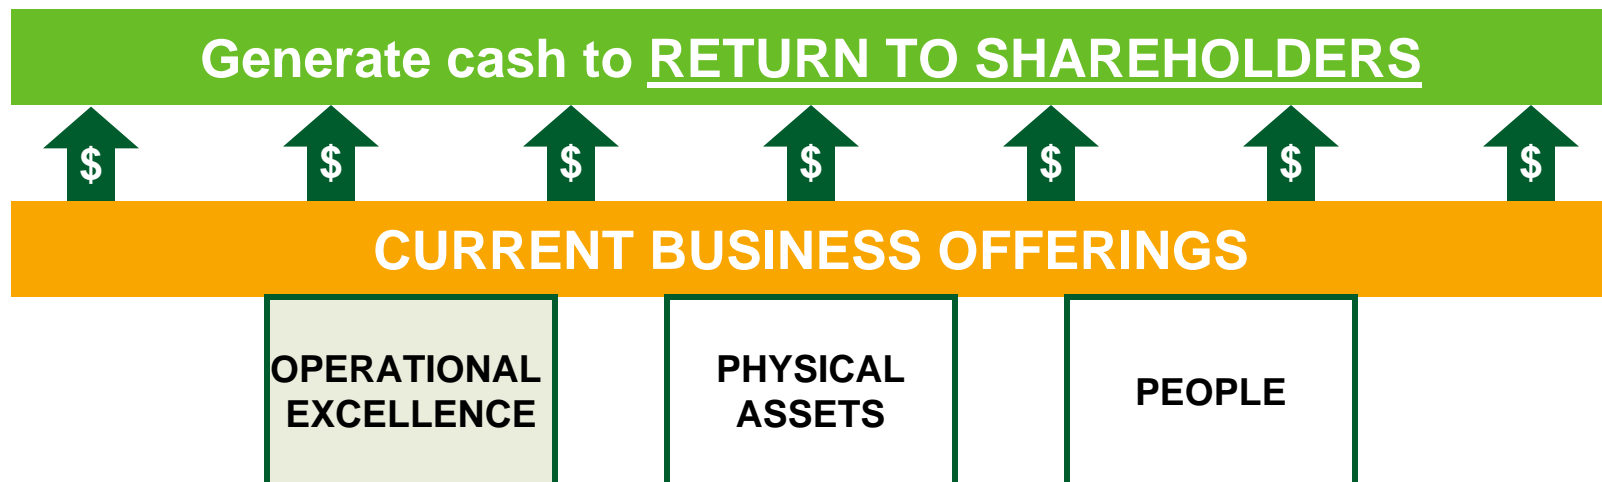 Generate cash to RETURN TO SHAREHOLDERS
$ $ $ $ $ $ $
CURRENT BUSINESS OFFERINGS
OPERATIONAL
EXCELLENCE
PHYSICAL
ASSETS
PEOPLE